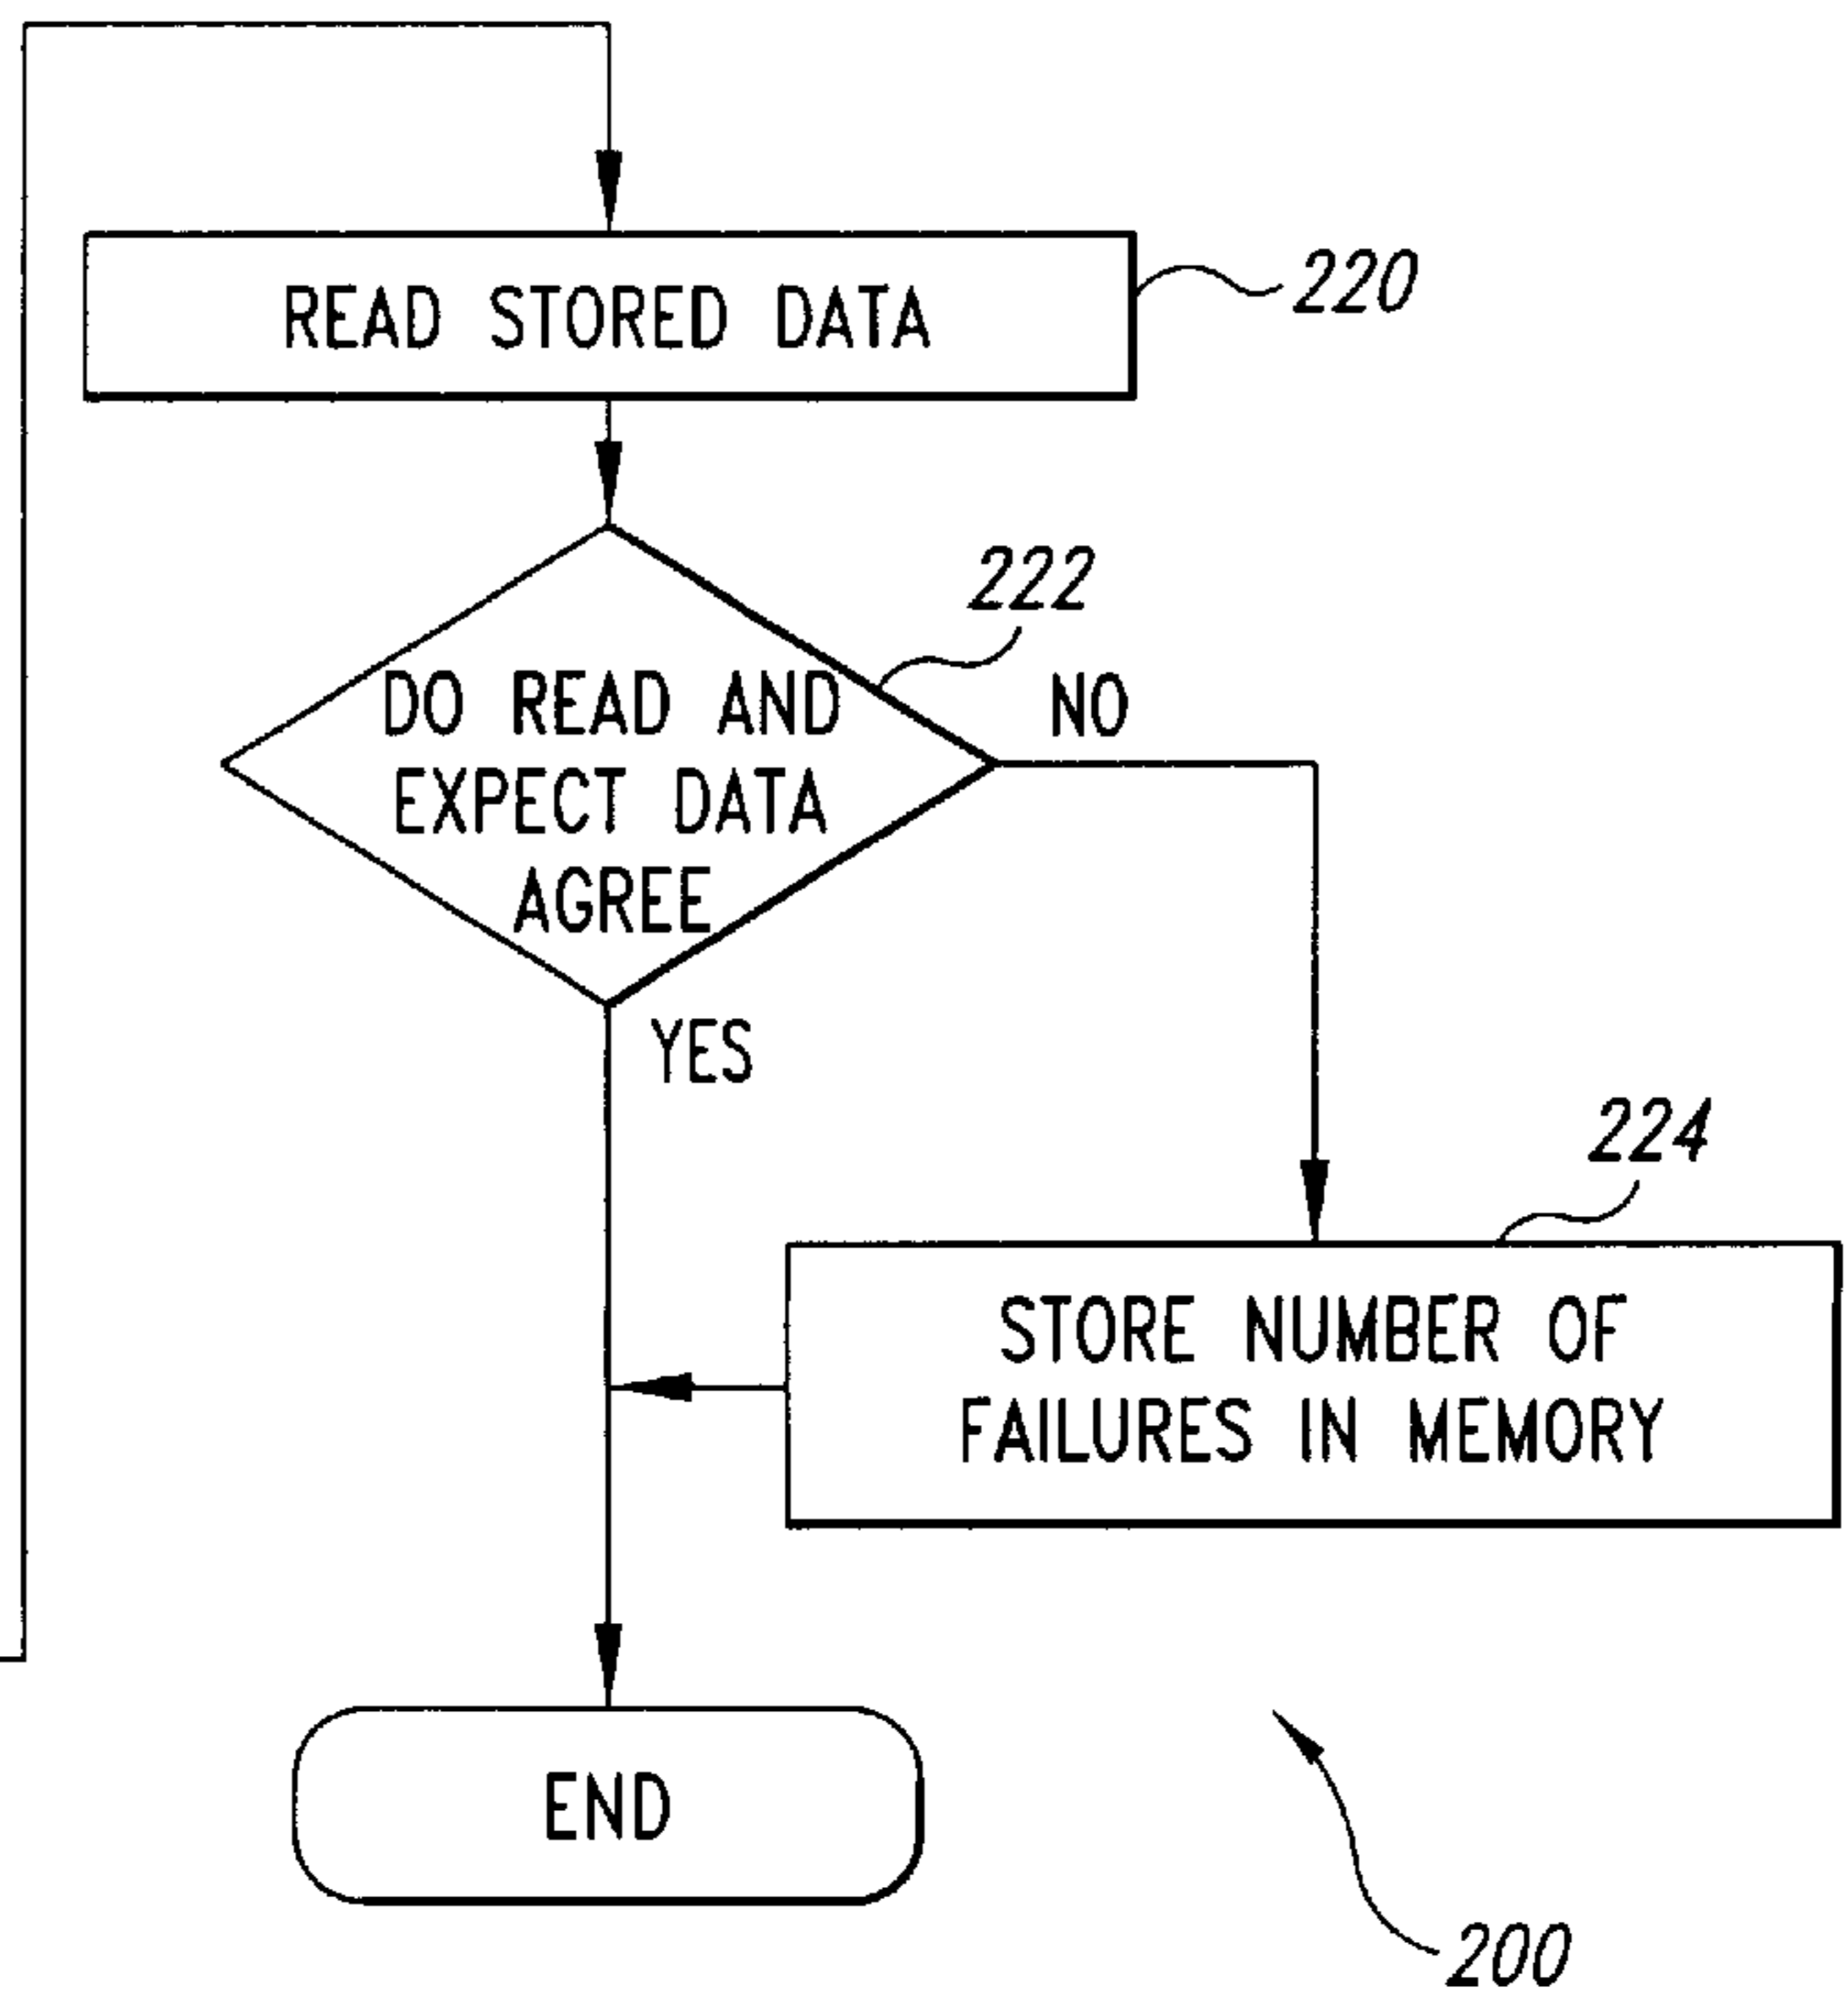 READ STORED DATA
220
222
DO READ AND
EXPECT DATA
AGREE
NO
YES
224
STORE NUMBER OF
FAILURES IN MEMORY
END
200